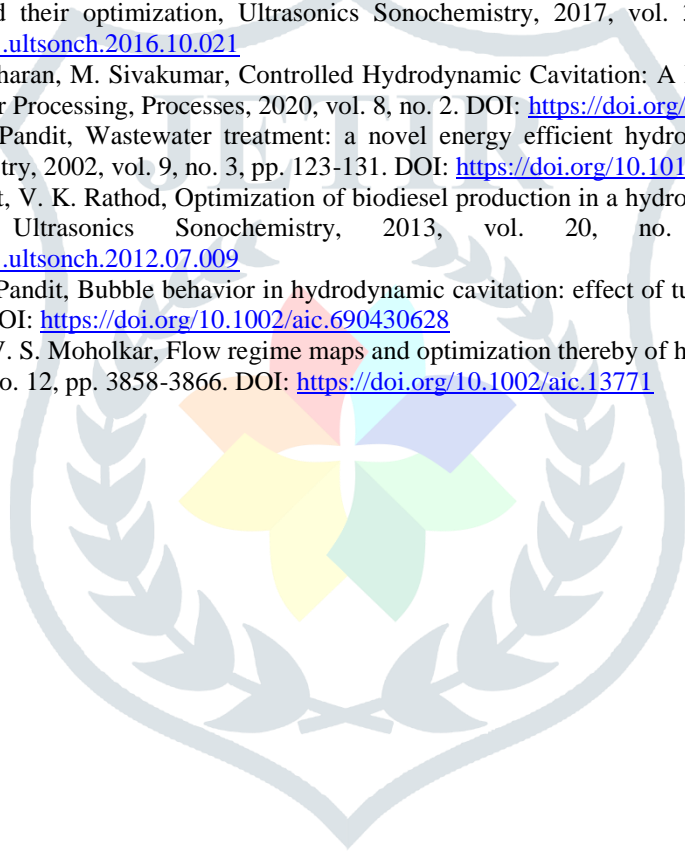 d their optimization, Ultrasonics Sonochemistry, 2017, vol.
.ultsonch.2016.10.021
haran, M. Sivakumar, Controlled Hydrodynamic Cavitation: A
r Processing, Processes, 2020, vol. 8, no. 2. DOI: https://doi.org/
Pandit, Wastewater treatment: a novel energy efficient hydro
try, 2002, vol. 9, no. 3, pp. 123-131. DOI: https://doi.org/10.101
t, V. K. Rathod, Optimization of biodiesel production in a hydro
Ultrasonics Sonochemistry, 2013, vol. 20, no.
.ultsonch.2012.07.009
Pandit, Bubble behavior in hydrodynamic cavitation: effect of tu
OI: https://doi.org/10.1002/aic.690430628
V. S. Moholkar, Flow regime maps and optimization thereby of h
o. 12, pp. 3858-3866. DOI: https://doi.org/10.1002/aic.13771
JETIR